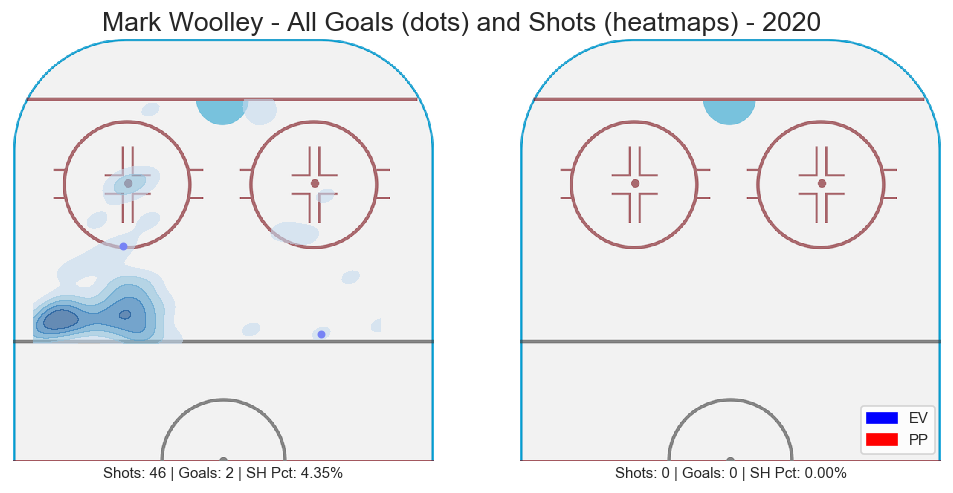 Mark Woolley - All Goals (dots) and Shots (heatmaps) - 2020
EV
PP
Shots: 46 | Goals: 2 | SH Pct: 4.35%
Shots: 0 | Goals: 0 | SH Pct: 0.00%